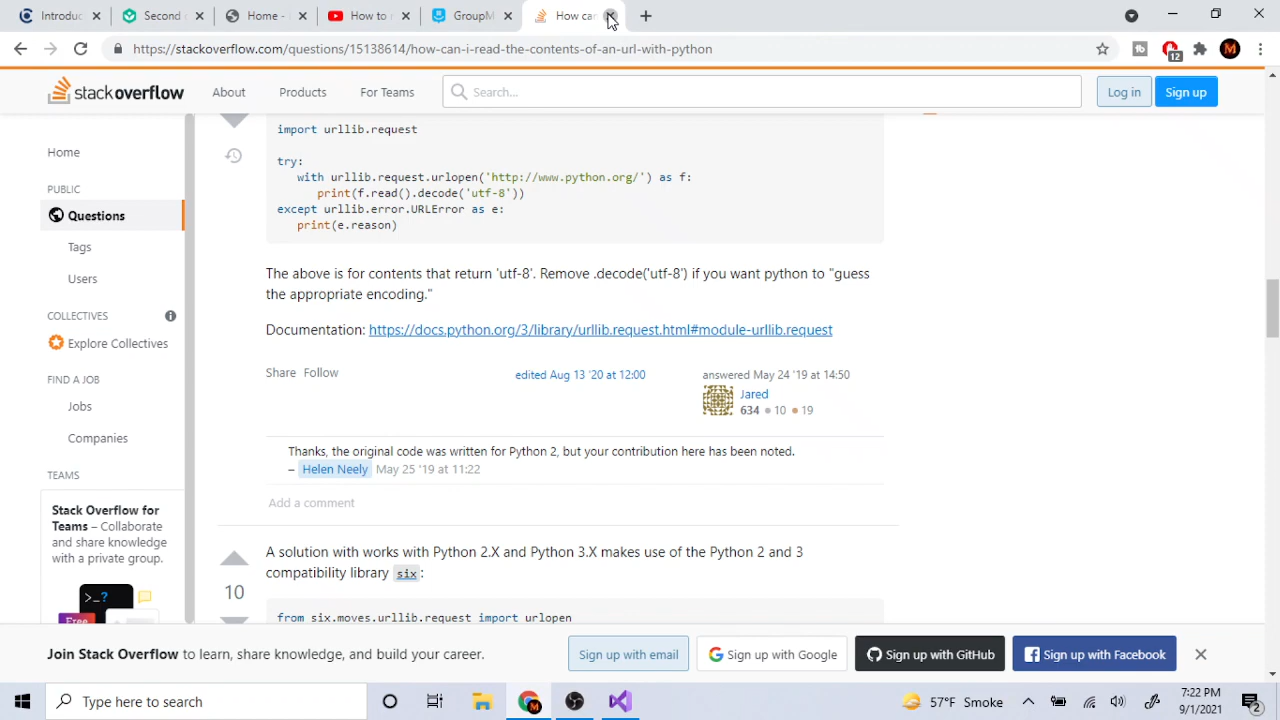 Introduc
Second c
Home -
How to r
GroupM
How can
https://stackoverflow.com/questions/15138614/how-can-i-read-the-contents-of-an-url-with-python
12
M
stackoverflow
About
Products
For Teams
Search...
Log in
Sign up
Home
PUBLIC
Questions
Tags
Users
COLLECTIVES
Explore Collectives
FIND A JOB
Jobs
Companies
TEAMS
Stack Overflow for
Teams – Collaborate
and share knowledge
with a private group.
>_?
Free
import urllib.request
try:
with urllib.request.urlopen('http://www.python.org/') as f:
print(f.read().decode('utf-8'))
except urllib.error.URLError as e:
print(e.reason)
The above is for contents that return 'utf-8'. Remove .decode('utf-8') if you want python to "guess
the appropriate encoding."
Documentation: https://docs.python.org/3/library/urllib.request.html#module-urllib.request
Share Follow
edited Aug 13 '20 at 12:00
answered May 24 '19 at 14:50
Jared
634 10 19
Thanks, the original code was written for Python 2, but your contribution here has been noted.
– Helen Neely May 25 '19 at 11:22
Add a comment
A solution with works with Python 2.X and Python 3.X makes use of the Python 2 and 3
compatibility library six:
10
from six.moves.urllib.request import urlopen
Join Stack Overflow to learn, share knowledge, and build your career.
Sign up with email
Sign up with Google
Sign up with GitHub
Sign up with Facebook
Type here to search
M
57°F Smoke
7:22 PM
9/1/2021
2